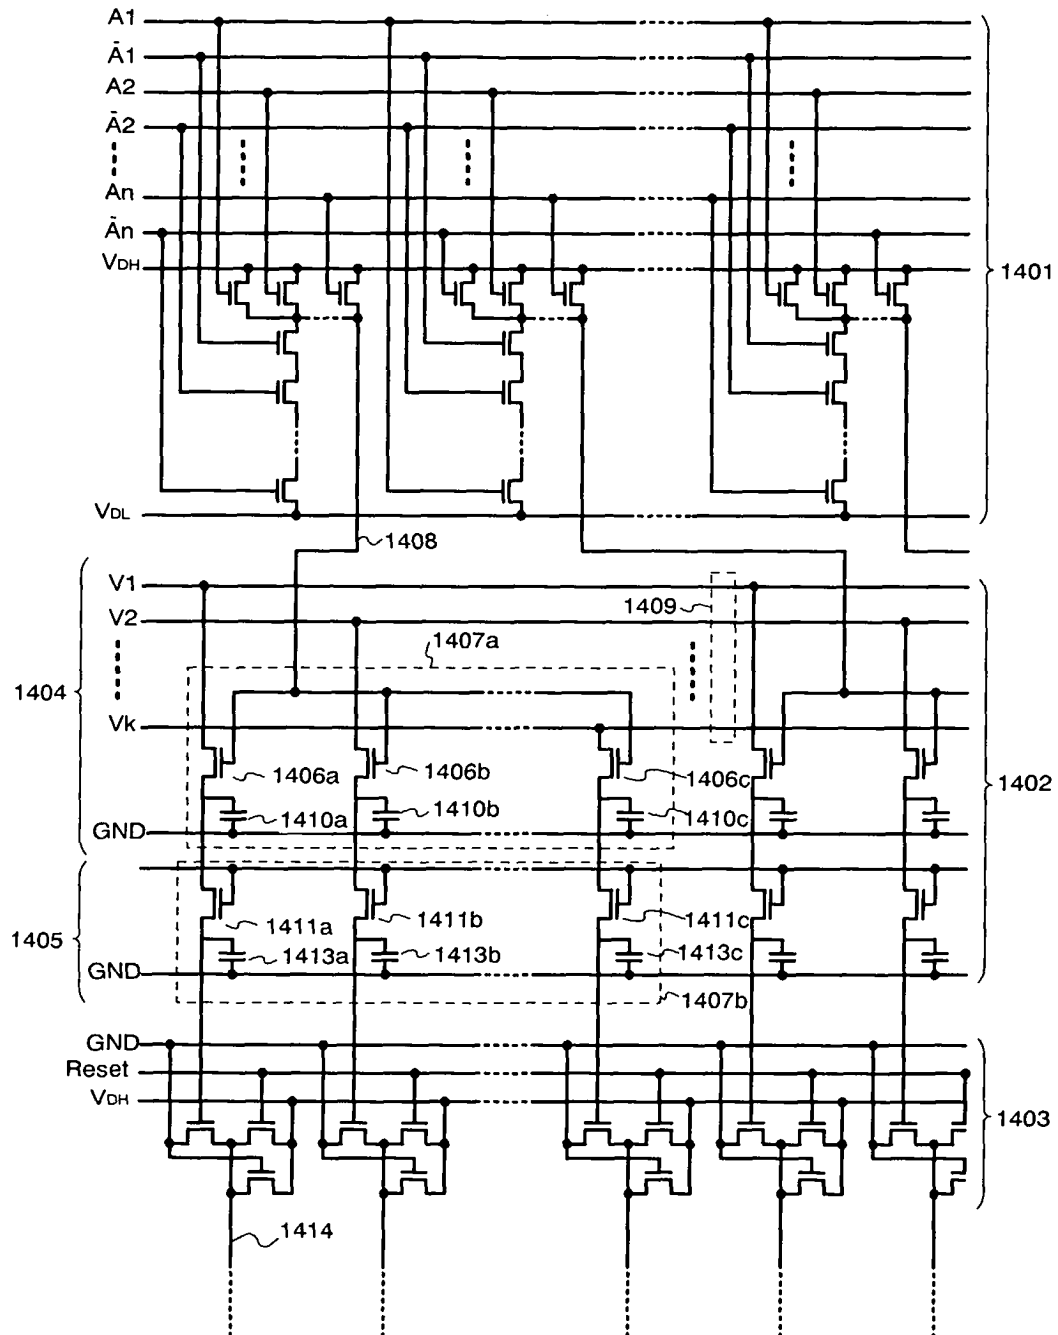 A1
Ā1
A2
Ā2
An
Ān
VDH
1401
VDL
1408
V1
1409
V2
1407a
1404
Vk
1406a
1406b
1406c
1402
1410a
1410b
1410c
GND
1411a
1411b
1411c
1405
1413a
1413b
1413c
GND
1407b
GND
Reset
VDH
1403
1414